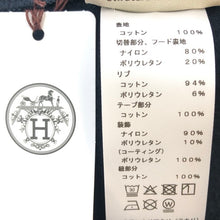 H
表地
コットン 100%
切替部分、フード裏地
ナイロン 80%
ポリウレタン 20%
リブ
コットン 94%
ポリウレタン 6%
テープ部分
コットン 100%
装飾
ナイロン 90%
ポリウレタン 10%
(コーティング)
ポリウレタン 100%
縫部分
コットン 100%